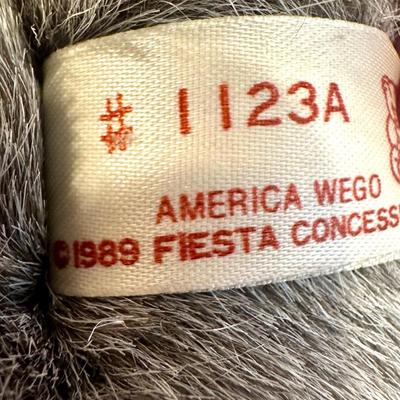 # 1123A
AMERICA WEGO
©1989 FIESTA CONCESS